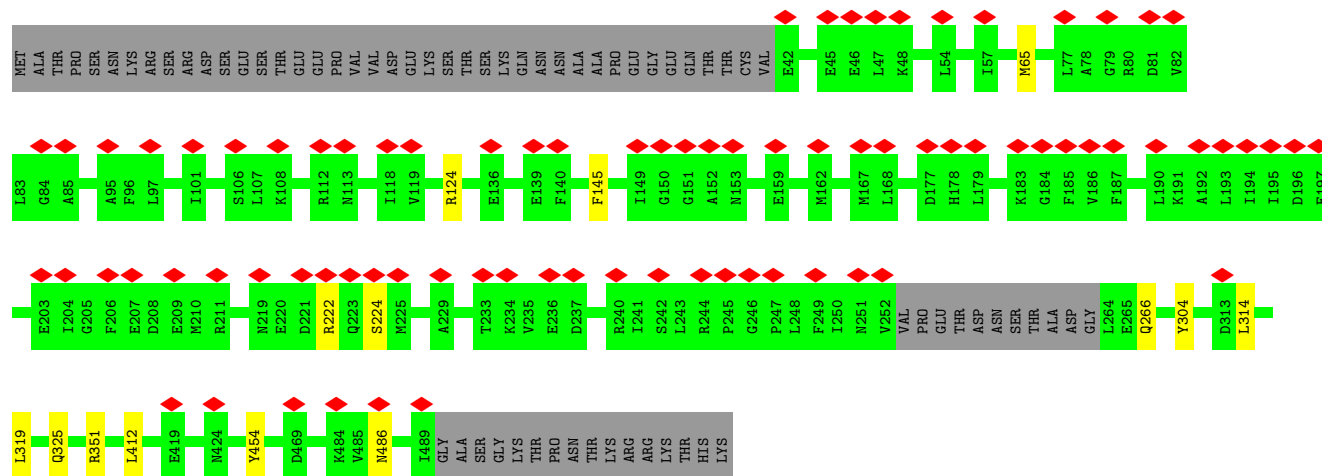 MET ALA THR PRO SER ASN LYS ARG SER ARG ASP SER GLU SER THR GLU GLU PRO VAL VAL ASP GLU LYS SER THR SER LYS GLN ASN ASN ALA ALA PRO GLU GLY GLU GLN THR THR CYS VAL E42 E45 E46 L47 K48 L54 I57 M65 L77 A78 G79 R80 D81 V82
L83 G84 A85 A95 F96 L97 I101 S106 L107 K108 R112 N113 I118 V119 R124 E136 E139 F140 F145 I149 G150 G151 A152 N153 E159 M162 M167 L168 D177 H178 L179 K183 G184 F185 V186 F187 L190 K191 A192 L193 I194 I195 D196
E203 I204 G205 F206 E207 D208 E209 M210 R211 N219 E220 D221 R222 Q223 S224 M225 A229 T233 K234 V235 E236 D237 R240 I241 S242 L243 R244 P245 G246 P247 L248 F249 I250 N251 V252 VAL PRO GLU THR ASP ASN SER THR ALA ASP GLY L264 E265 Q266 Y304 D313 L314
L319 Q325 R351 L412 E419 N424 Y454 D469 K484 V485 N486 I489 GLY ALA SER GLY LYS THR PRO ASN THR LYS ARG ARG LYS THR HIS LYS